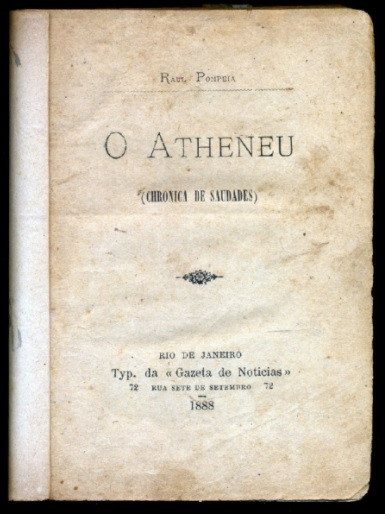 RAUL POMPEIA
O ATHENEU
(CHRONICA DE SAUDADES)
RIO DE JANEIRO
Typ. da « Gazeta de Noticias »
72 RUA SETE DE SETEMBRO 72
1888